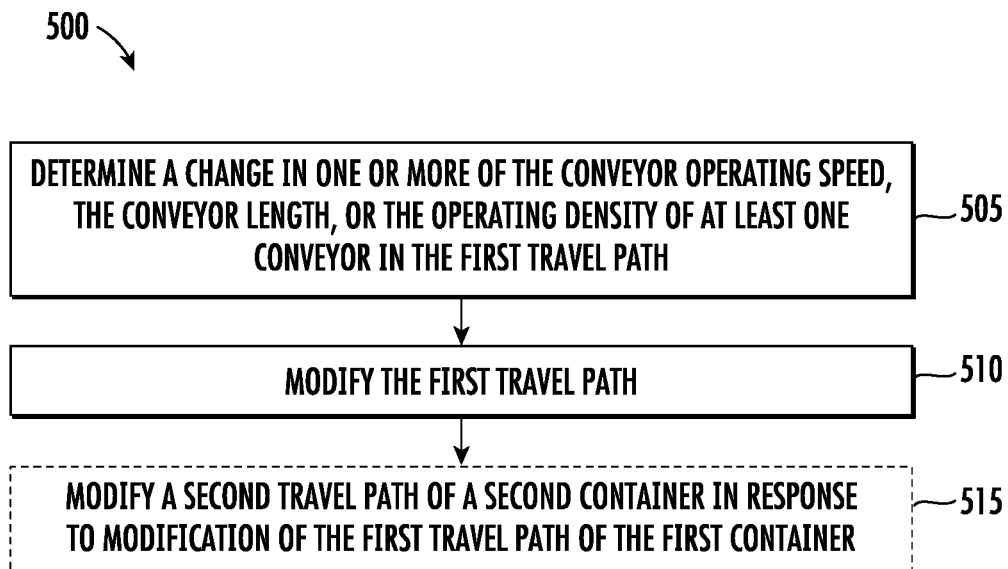 500
DETERMINE A CHANGE IN ONE OR MORE OF THE CONVEYOR OPERATING SPEED,
THE CONVEYOR LENGTH, OR THE OPERATING DENSITY OF AT LEAST ONE
CONVEYOR IN THE FIRST TRAVEL PATH
505
MODIFY THE FIRST TRAVEL PATH
510
MODIFY A SECOND TRAVEL PATH OF A SECOND CONTAINER IN RESPONSE
TO MODIFICATION OF THE FIRST TRAVEL PATH OF THE FIRST CONTAINER
515